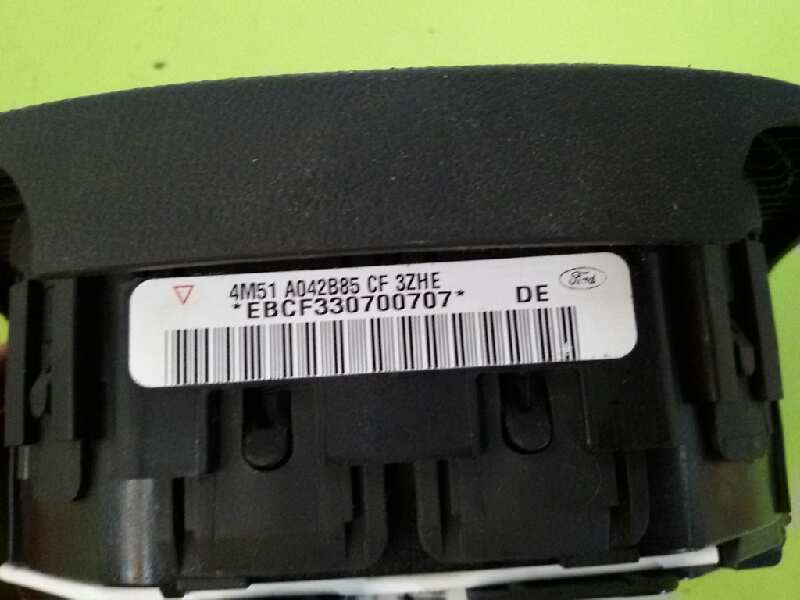 4M51 A042B85 CF 3ZHE
*EBCF330700707* DE
Ford